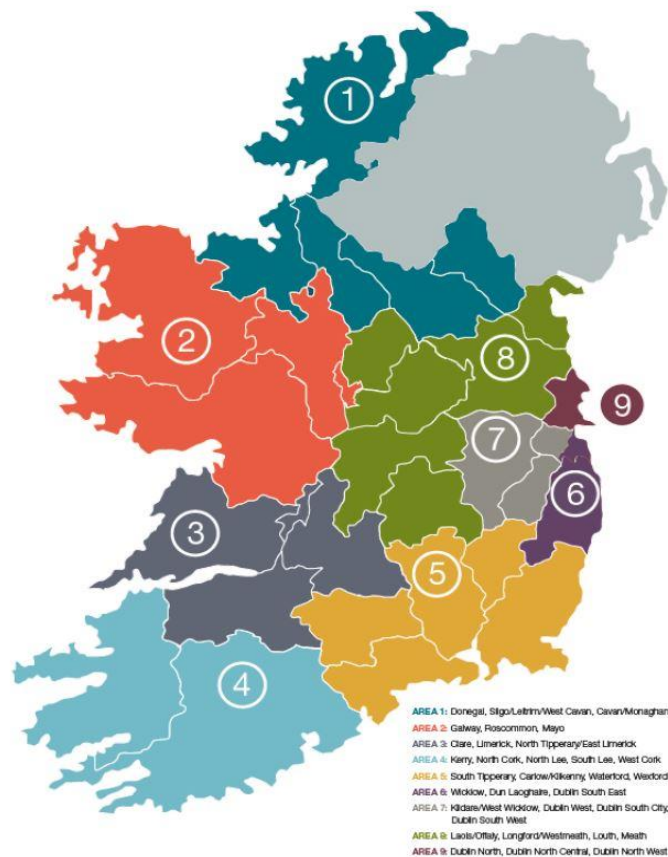 1
2
8
9
7
6
3
5
4
AREA 1: Donegal, Sligo/Leitrim/West Cavan, Cavan/Monaghan
AREA 2: Galway, Roscommon, Mayo
AREA 3: Clare, Limerick, North Tipperary/East Limerick
AREA 4: Kerry, North Cork, North Lee, South Lee, West Cork
AREA 5: South Tipperary, Carlow/Kilkenny, Waterford, Wexford
AREA 6: Wicklow, Dun Laoghaire, Dublin South East
AREA 7: Kildare/West Wicklow, Dublin West, Dublin South City,
Dublin South West
AREA 8: Laois/Offaly, Longford/Westmeath, Louth, Meath
AREA 9: Dublin North, Dublin North Central, Dublin North West